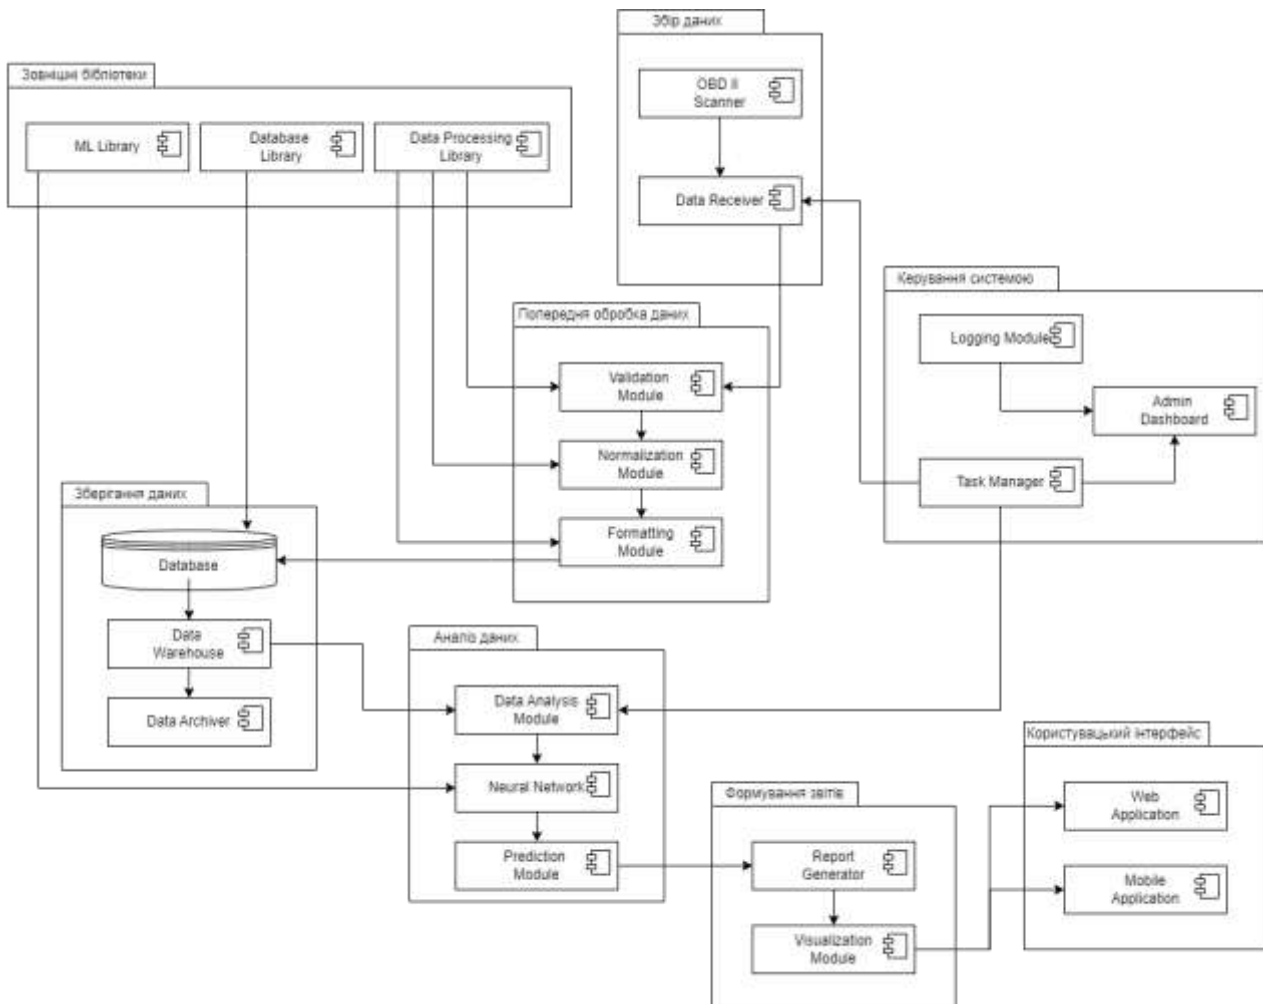 Збір даних
OBD II
Scanner
Data Receiver
Зовнішні бібліотеки
ML Library
Database
Library
Data Processing
Library
Керування системою
Logging Module
Admin
Dashboard
Task Manager
Попередня обробка даних
Validation
Module
Normalization
Module
Formatting
Module
Зберігання даних
Database
Data
Warehouse
Data Archiver
Аналіз даних
Data Analysis
Module
Neural Network
Prediction
Module
Формування звітів
Report
Generator
Visualization
Module
Користувацький інтерфейс
Web
Application
Mobile
Application